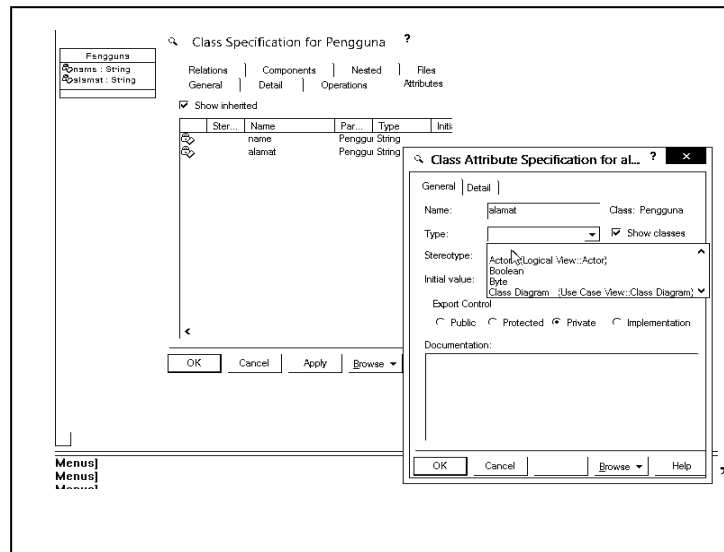 Pengguna
nama : String
alamat : String
Class Specification for Pengguna ?
Relations Components Nested Files
General Detail Operations Attributes
Show inherited
Ster... Name Par... Type Initi
name Penggui String
alamat Penggui String
<
OK Cancel Apply Browse
Class Attribute Specification for al... ? ×
General Detail
Name: alamat Class: Pengguna
Type: Show classes
Stereotype:
Initial value:
Actor (Logical View::Actor)
Boolean
Byte
Class Diagram (Use Case View::Class Diagram)
Export Control
Public Protected Private Implementation
Documentation:
OK Cancel Browse Help
Menus]
Menus]
Menus]
,